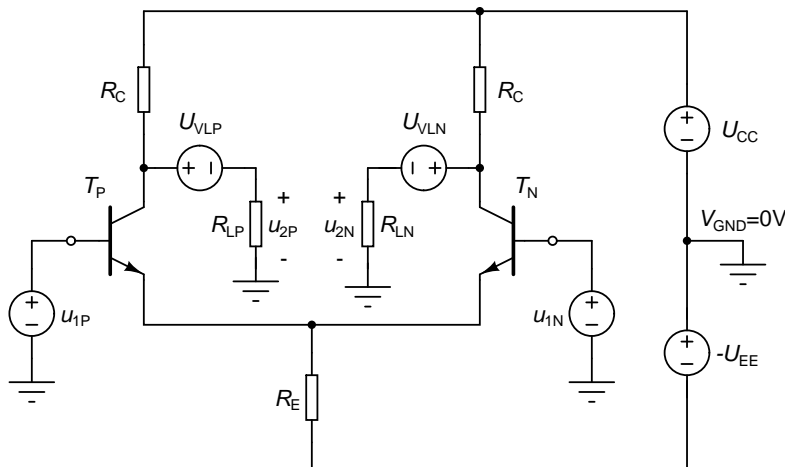 R_C
R_C
U_VLP
U_VLN
U_CC
+
−
+
−
−
+
+
−
T_P
T_N
+
+
R_LP
u_2P
u_2N
R_LN
-
-
V_GND=0V
+
−
u_1P
u_1N
+
−
+
−
-U_EE
R_E